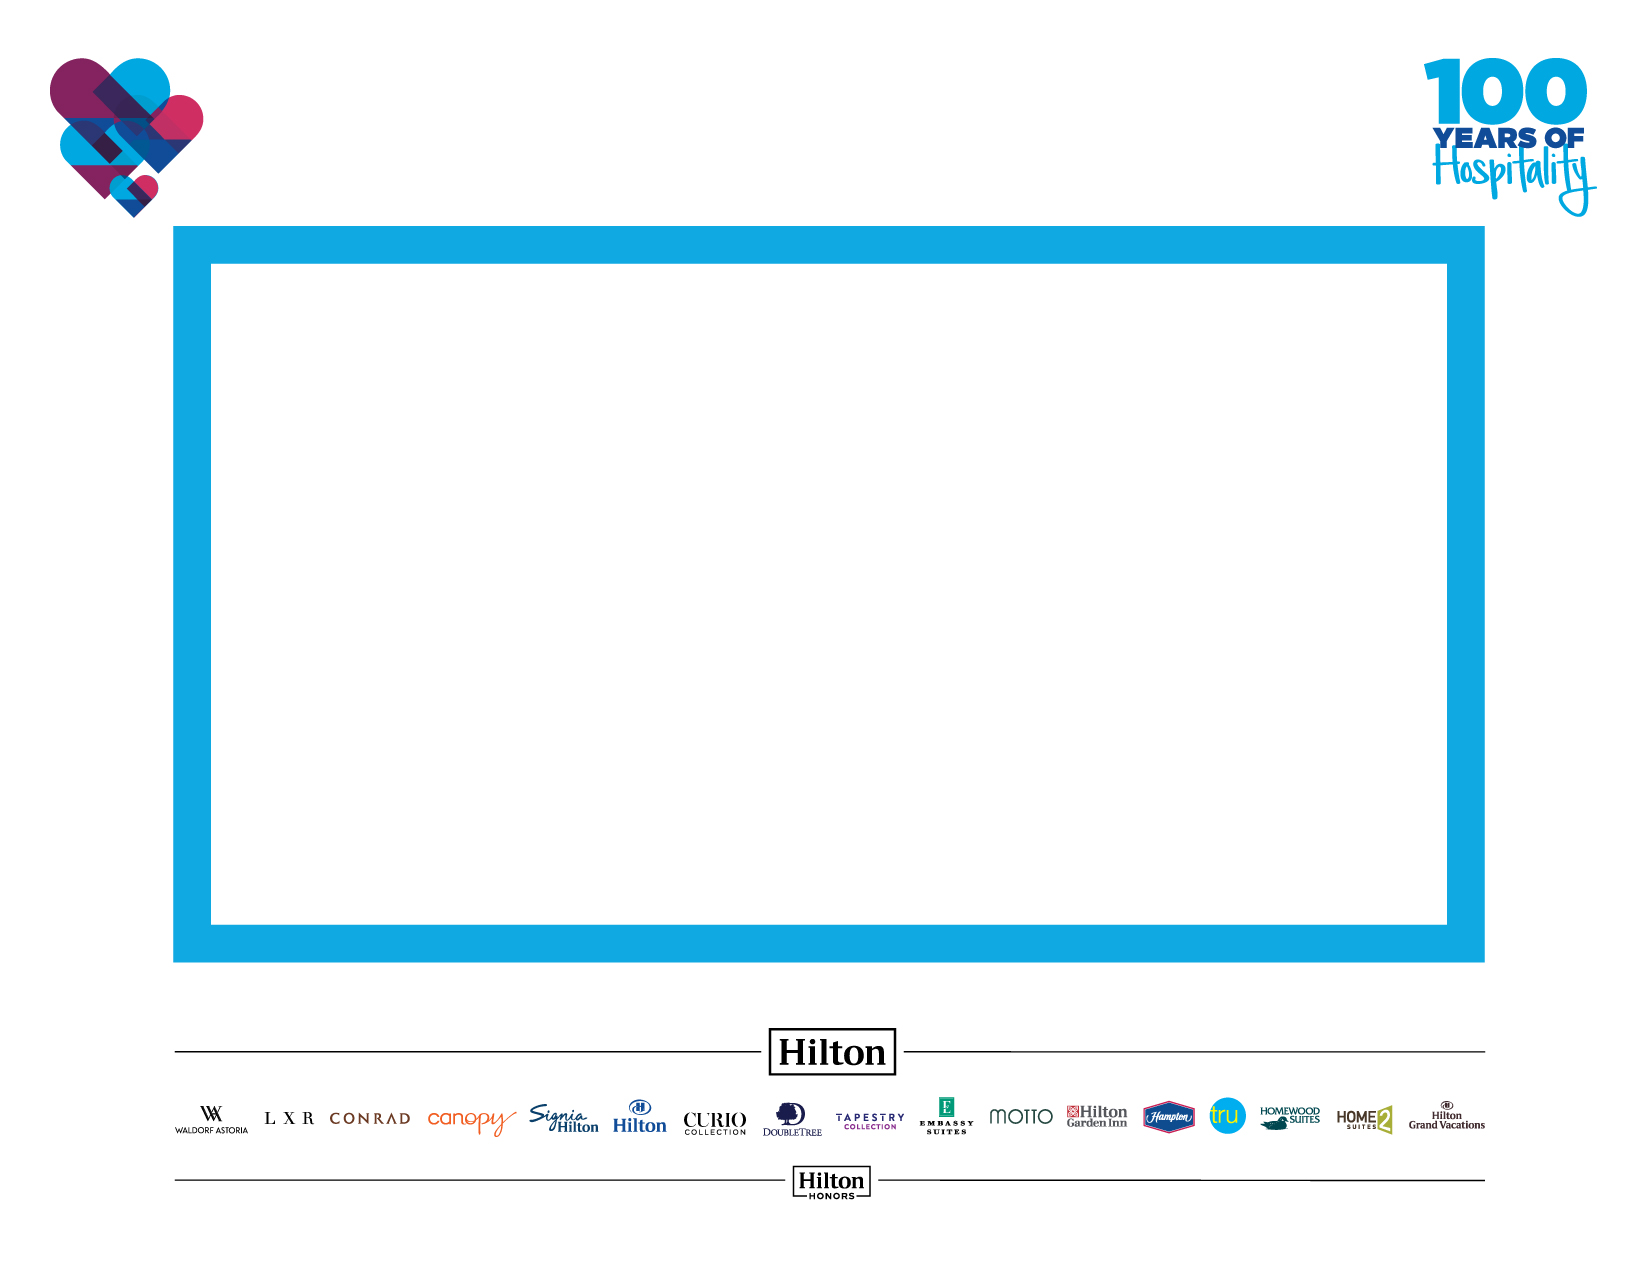 100
YEARS OF
Hospitality
Hilton
WALDORF ASTORIA
LXR
CONRAD
canopy
Signia
Hilton
Hilton
CURIO
COLLECTION
DOUBLETREE
TAPESTRY
COLLECTION
E
EMBASSY
SUITES
MOTTO
Hilton
Garden Inn
Hampton
tru
HOMEWOOD
SUITES
HOME2
SUITES
Hilton
Grand Vacations
Hilton
HONORS